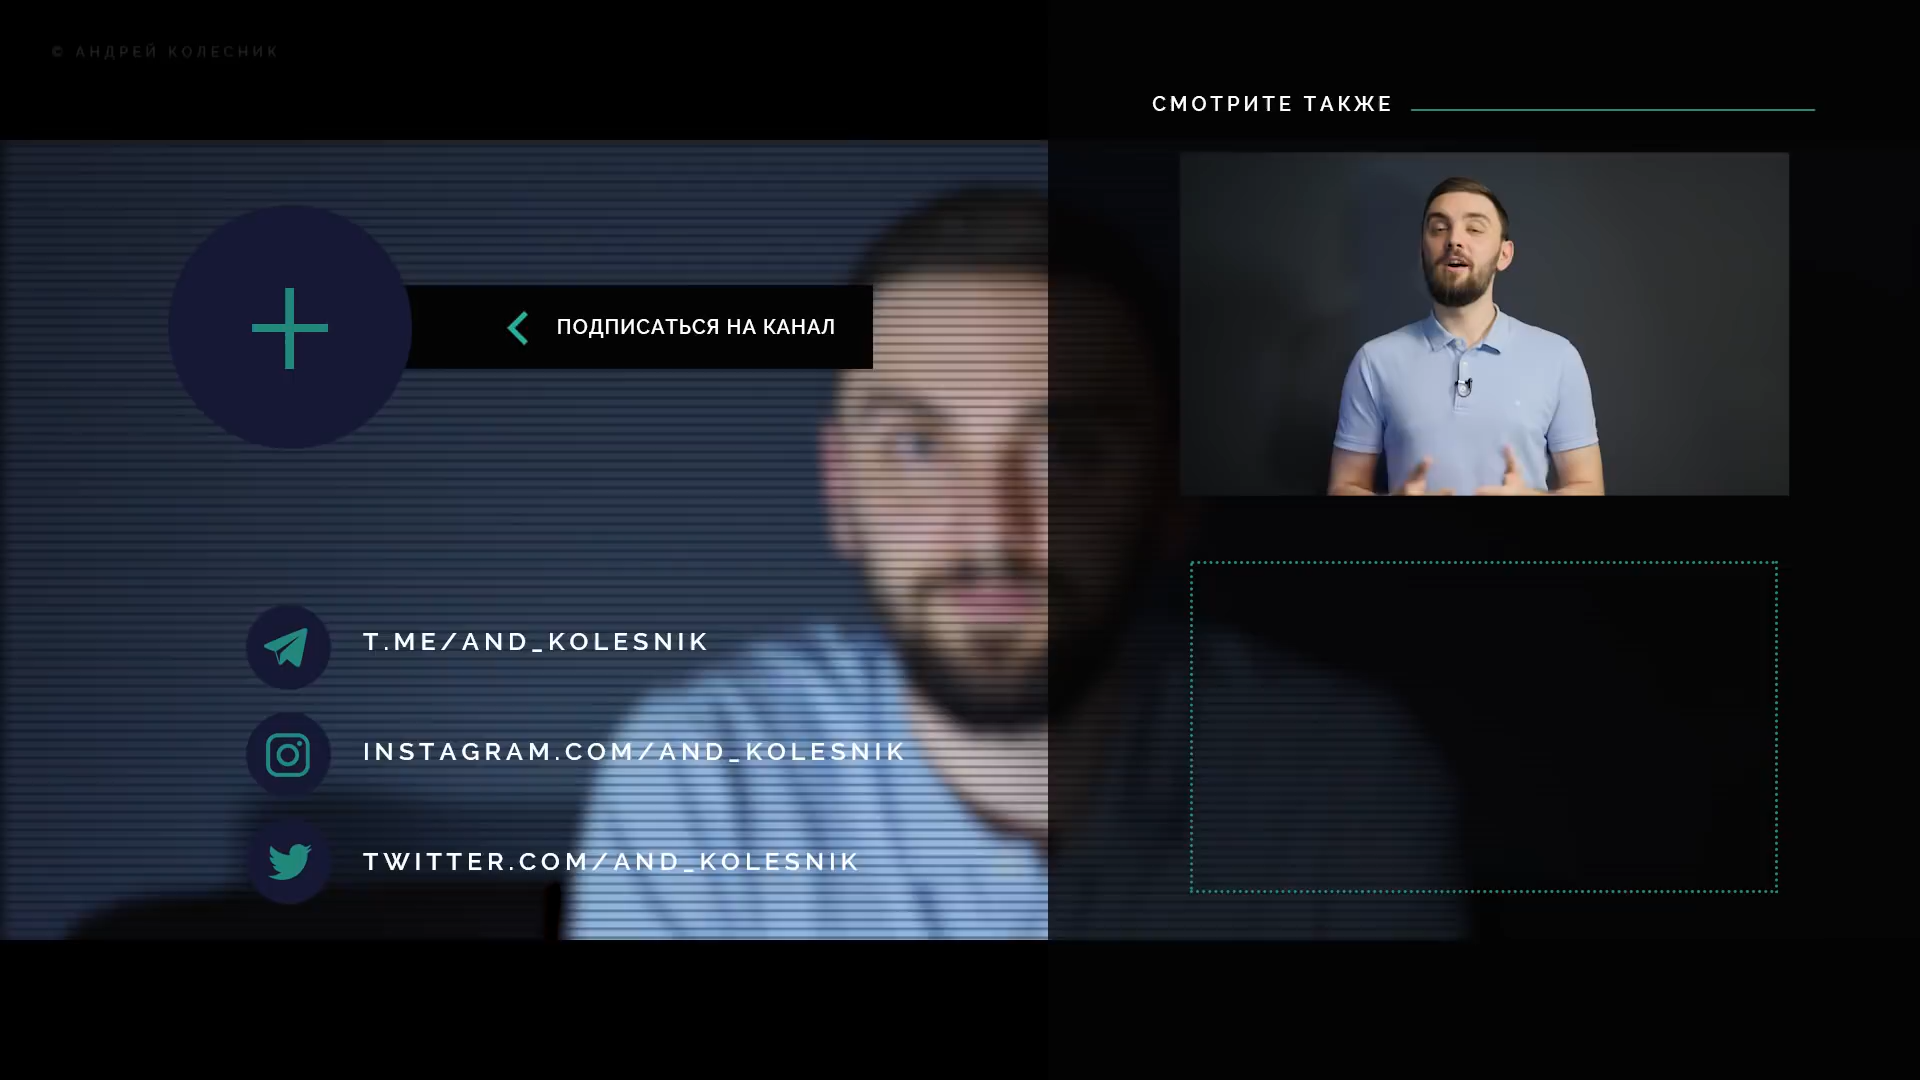 © АНДРЕЙ КОЛЕСНИК
СМОТРИТЕ ТАКЖЕ
ПОДПИСАТЬСЯ НА КАНАЛ
T.ME/AND_KOLESNIK
INSTAGRAM.COM/AND_KOLESNIK
TWITTER.COM/AND_KOLESNIK